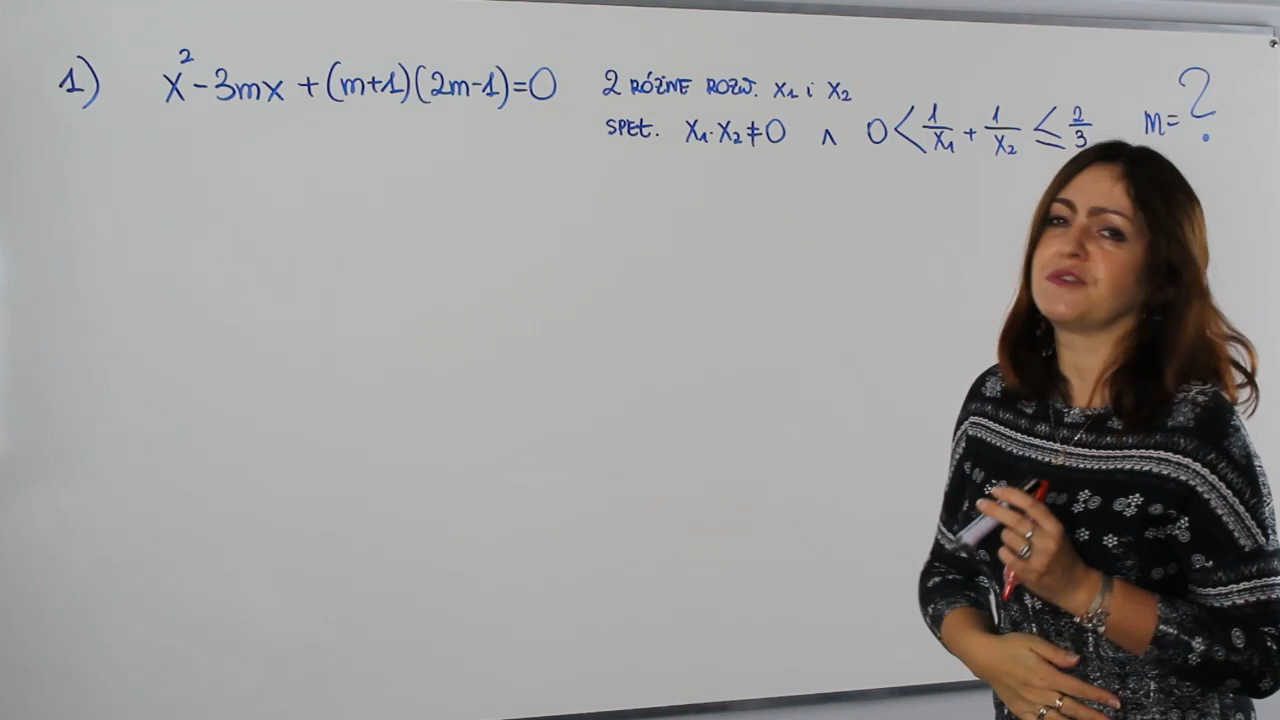 1) x² - 3mx + (m+1)(2m-1) = 0 2 RÓŻNE ROZW. x₁ i x₂
SPEŁ. x₁·x₂ ≠ 0 ∧ 0 < 1/x₁ + 1/x₂ ≤ 2/3 m = ?